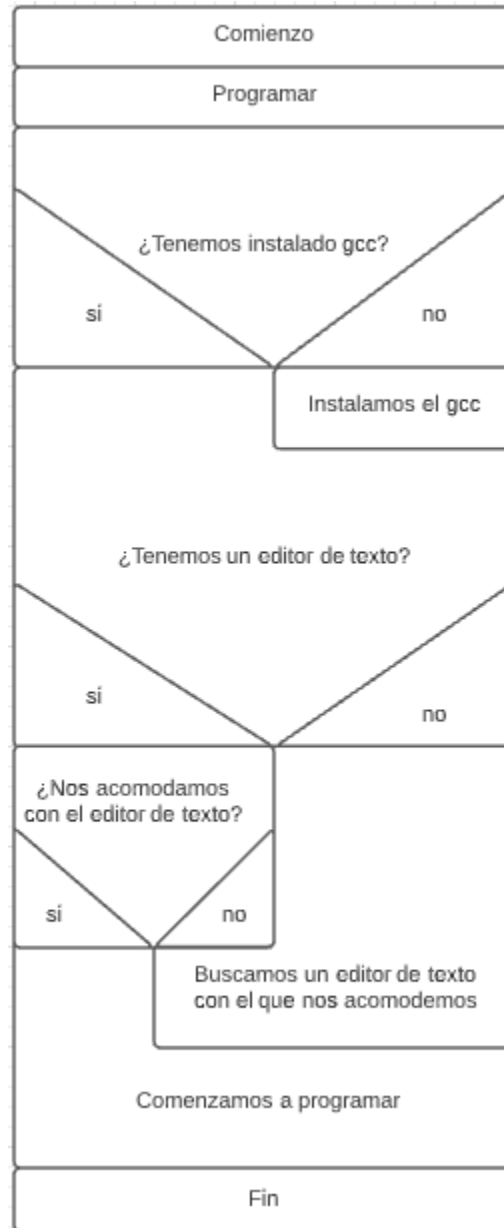 Comienzo
Programar
¿Tenemos instalado gcc?
sí
no
Instalamos el gcc
¿Tenemos un editor de texto?
sí
no
¿Nos acomodamos
con el editor de texto?
sí
no
Buscamos un editor de texto
con el que nos acomodemos
Comenzamos a programar
Fin